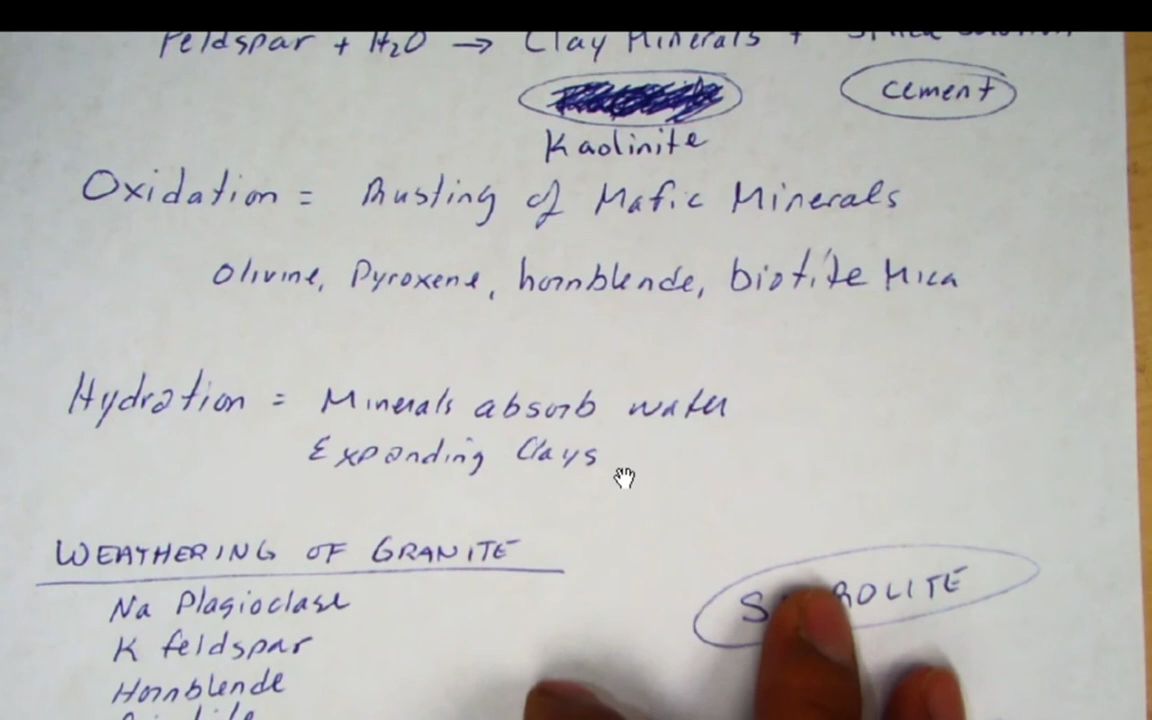 Feldspar + H2O → Clay Minerals +
cement
Kaolinite
Oxidation = Rusting of Mafic Minerals
Olivine, Pyroxene, hornblende, biotite Mica
Hydration = Minerals absorb water
Expanding Clays
WEATHERING OF GRANITE
Na Plagioclase
K feldspar
Hornblende